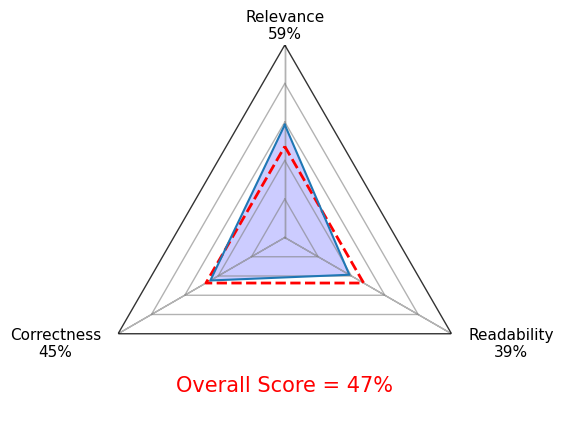 Relevance
59%
Correctness
45%
Readability
39%
Overall Score = 47%